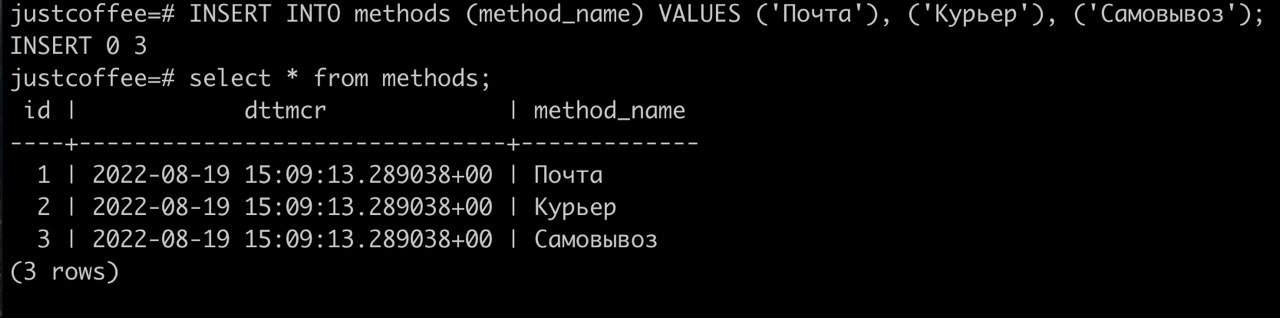 justcoffee=# INSERT INTO methods (method_name) VALUES ('Почта'), ('Курьер'), ('Самовывоз');
INSERT 0 3
justcoffee=# select * from methods;
 id |            dttmcr             | method_name
----+-------------------------------+-------------
  1 | 2022-08-19 15:09:13.289038+00 | Почта
  2 | 2022-08-19 15:09:13.289038+00 | Курьер
  3 | 2022-08-19 15:09:13.289038+00 | Самовывоз
(3 rows)